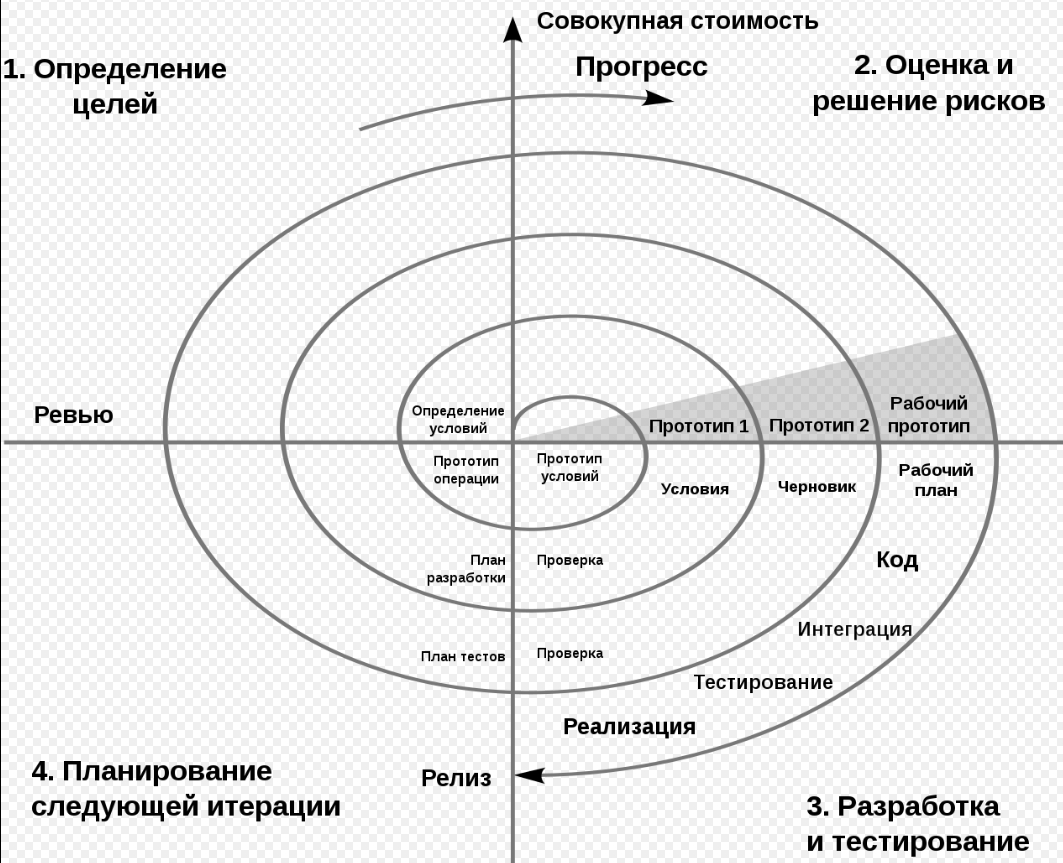 Совокупная стоимость
Прогресс
1. Определение
целей
2. Оценка и
решение рисков
Ревью
Определение
условий
Прототип 1
Прототип 2
Рабочий
прототип
Прототип
операции
Прототип
условий
Условия
Черновик
Рабочий
план
План
разработки
Проверка
Код
План тестов
Проверка
Интеграция
Тестирование
Реализация
Релиз
4. Планирование
следующей итерации
3. Разработка
и тестирование